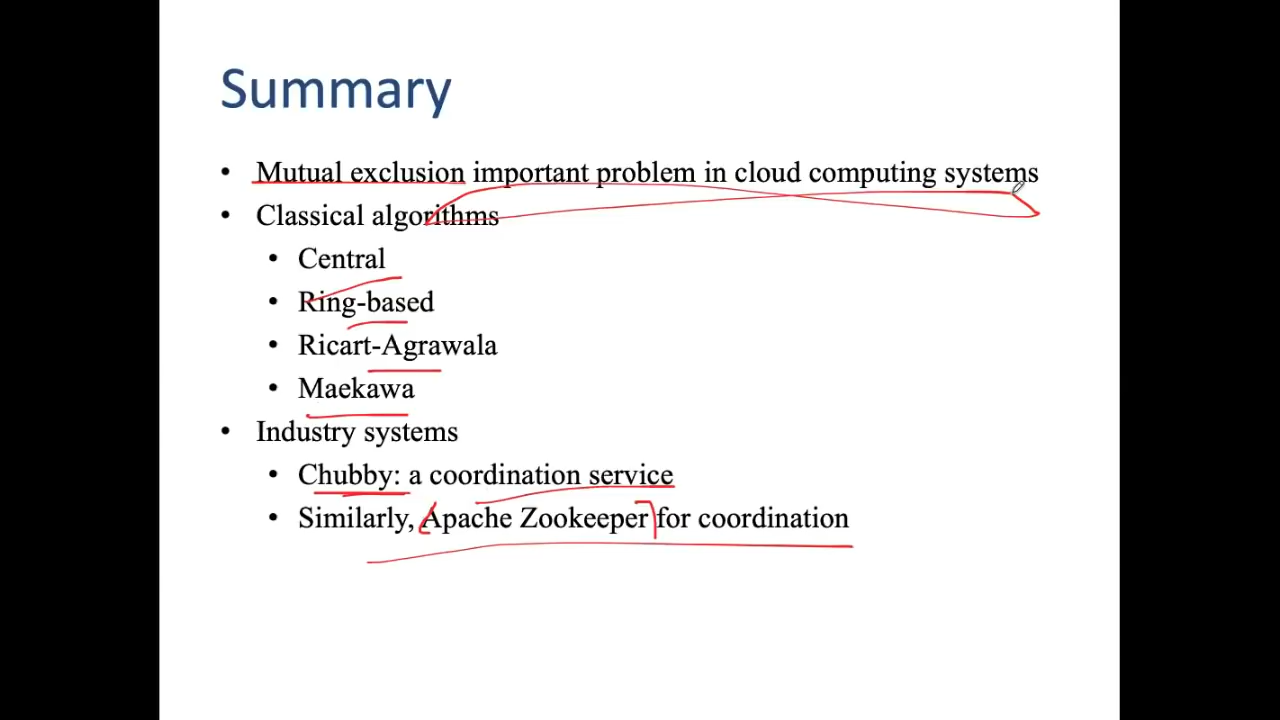 Summary
• Mutual exclusion important problem in cloud computing systems
• Classical algorithms
• Central
• Ring-based
• Ricart-Agrawala
• Maekawa
• Industry systems
• Chubby: a coordination service
• Similarly, Apache Zookeeper for coordination